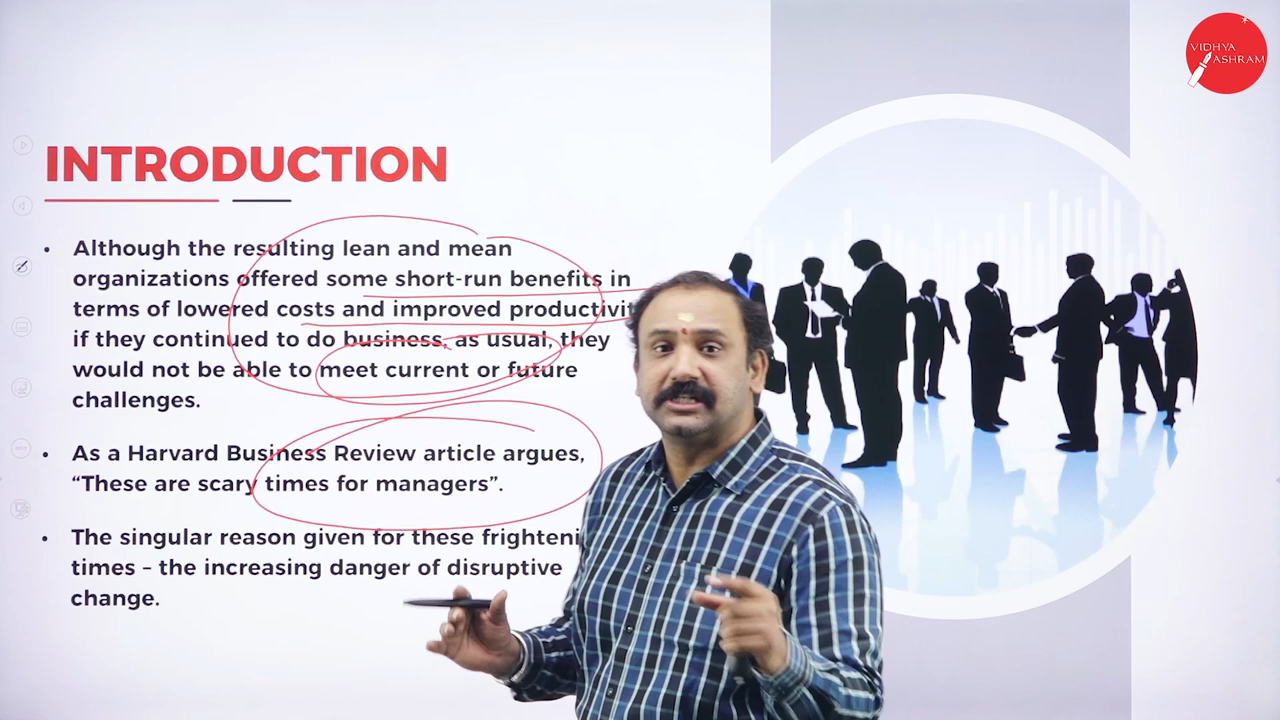 VIDHYA
ASHRAM
INTRODUCTION
• Although the resulting lean and mean
organizations offered some short-run benefits in
terms of lowered costs and improved
if they continued to do business, as usual, they
would not be able to meet current or future
challenges.
• As a Harvard Business Review article argues,
“These are scary times for managers”.
• The singular reason given for these
times – the increasing danger of disruptive
change.